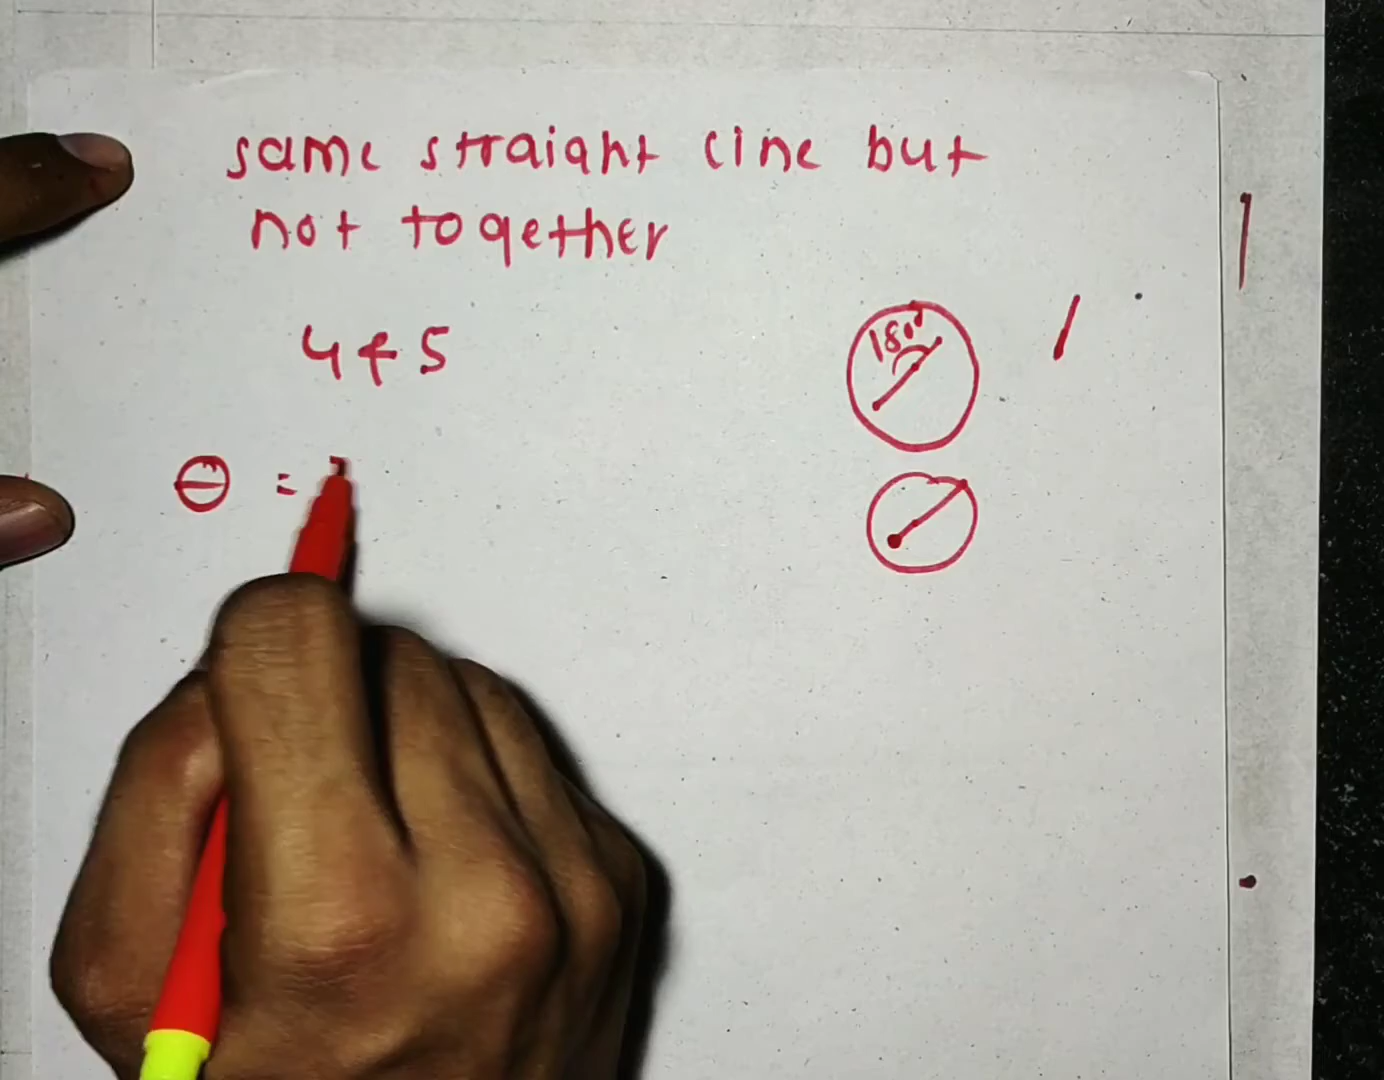 same straight line but
not together
4 & 5
180°
θ =